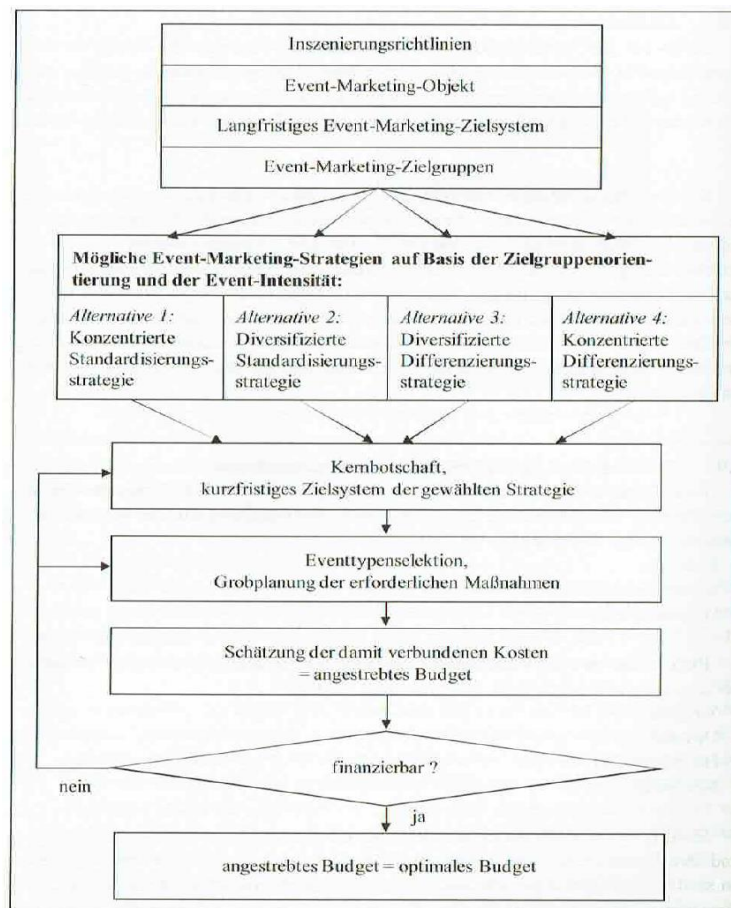 Inszenierungsrichtlinien
Event-Marketing-Objekt
Langfristiges Event-Marketing-Zielsystem
Event-Marketing-Zielgruppen
Mögliche Event-Marketing-Strategien auf Basis der Zielgruppenorien-
tierung und der Event-Intensität:
Alternative 1:
Konzentrierte
Standardisierungs-
strategie
Alternative 2:
Diversifizierte
Standardisierungs-
strategie
Alternative 3:
Diversifizierte
Differenzierungs-
strategie
Alternative 4:
Konzentrierte
Differenzierungs-
strategie
Kernbotschaft,
kurzfristiges Zielsystem der gewählten Strategie
Eventtypenselektion,
Grobplanung der erforderlichen Maßnahmen
Schätzung der damit verbundenen Kosten
= angestrebtes Budget
finanzierbar ?
nein
ja
angestrebtes Budget = optimales Budget